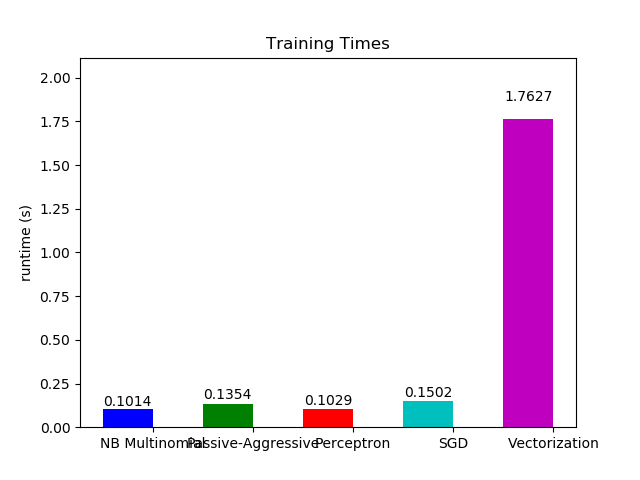 Training Times
2.00
1.75
1.50
1.25
1.00
0.75
0.50
0.25
0.00
runtime (s)
1.7627
0.1014
0.1354
0.1029
0.1502
NB Multinomial
Passive-Aggressive
Perceptron
SGD
Vectorization